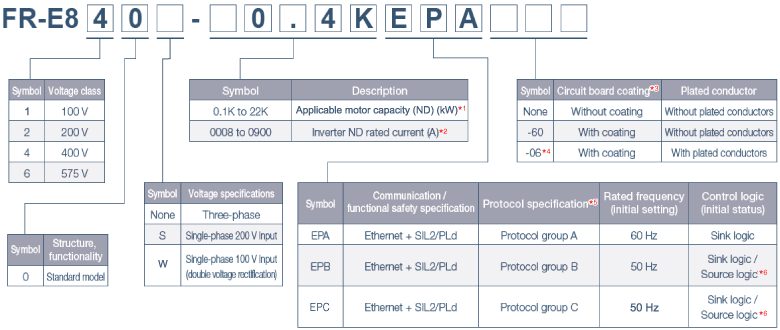 FR-E8 4 0 - 0 . 4 K E P A
Symbol Voltage class
1 100 V
2 200 V
4 400 V
6 575 V
Symbol Description
0.1K to 22K Applicable motor capacity (ND) (kW)*1
0008 to 0900 Inverter ND rated current (A)*2
Symbol Circuit board coating*3 Plated conductor
None Without coating Without plated conductors
-60 With coating Without plated conductors
-06*4 With coating With plated conductors
Symbol Structure, functionality
0 Standard model
Symbol Voltage specifications
None Three-phase
S Single-phase 200 V Input
W Single-phase 100 V Input
(double voltage rectification)
Symbol Communication / functional safety specification Protocol specification*5 Rated frequency (initial setting) Control logic (initial status)
EPA Ethernet + SIL2/PLd Protocol group A 60 Hz Sink logic
EPB Ethernet + SIL2/PLd Protocol group B 50 Hz Sink logic / Source logic*6
EPC Ethernet + SIL2/PLd Protocol group C 50 Hz Sink logic / Source logic*6